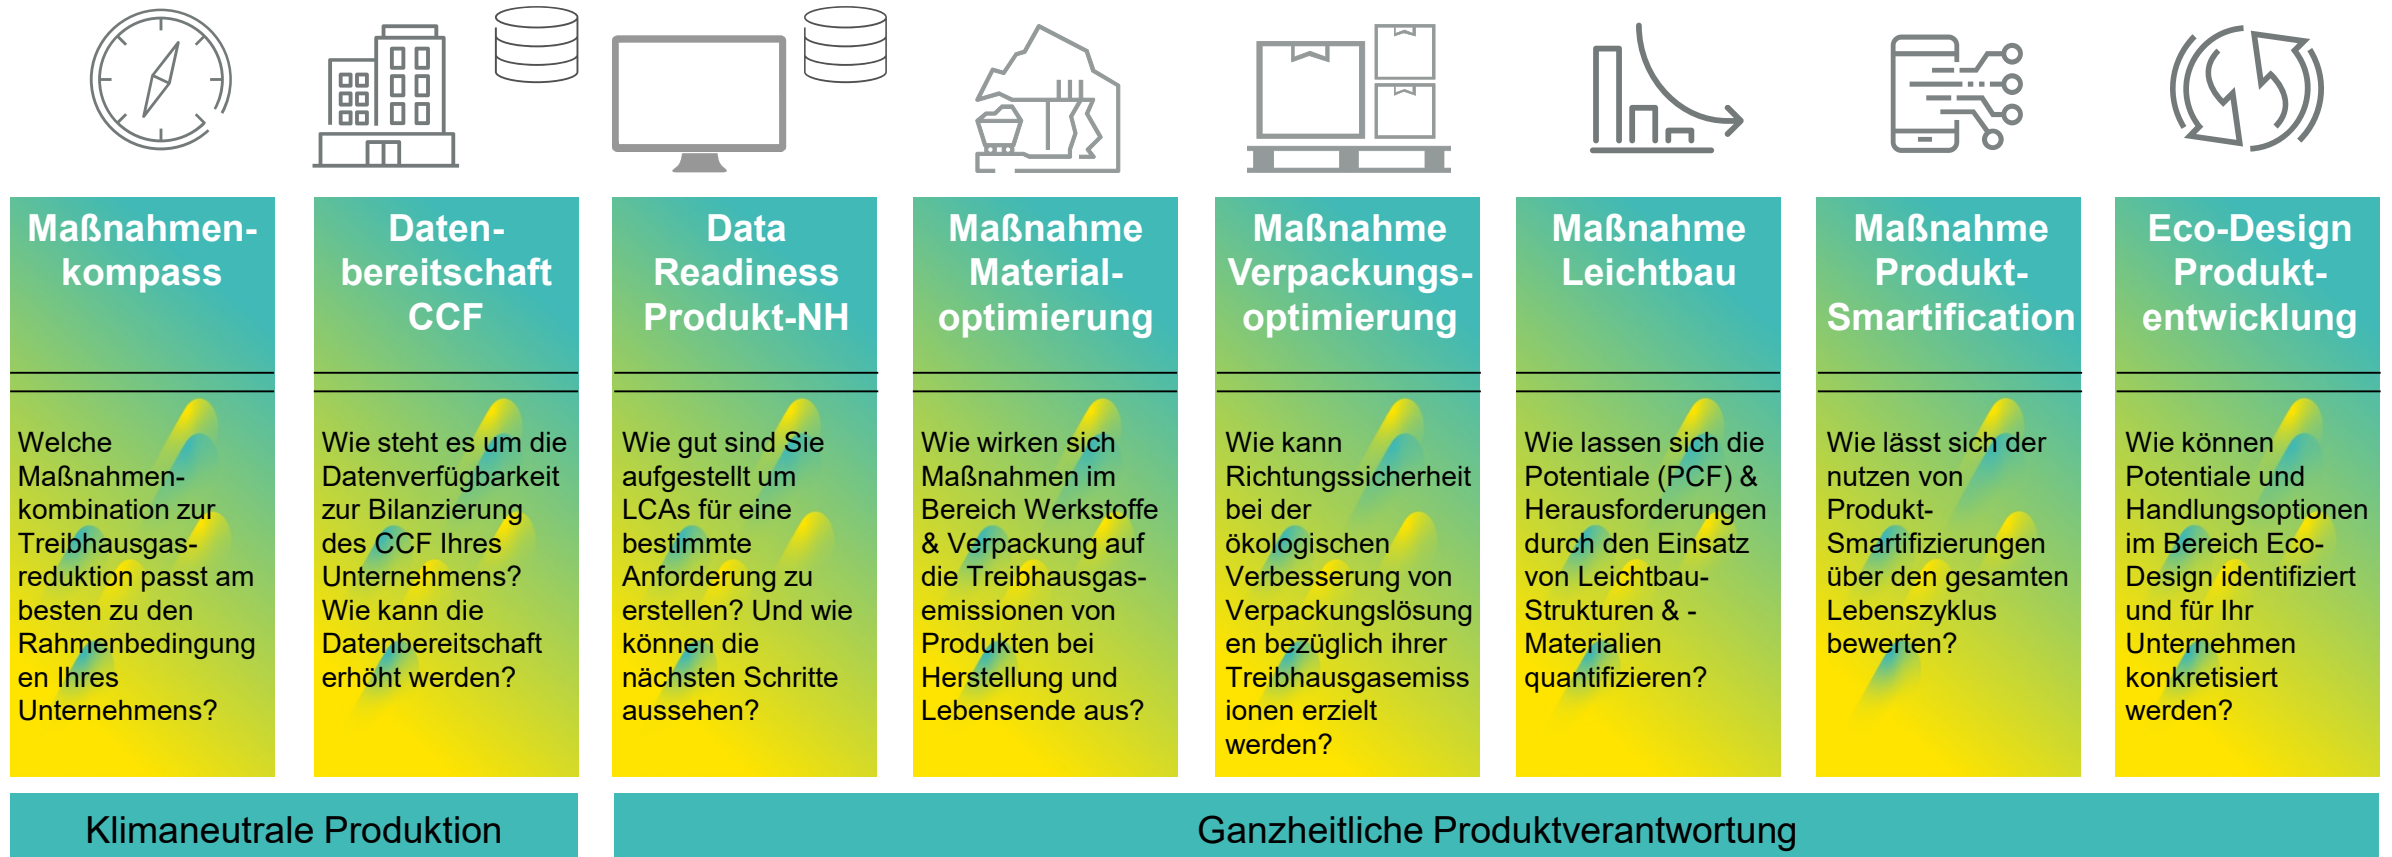 Maßnahmen-
kompass
Daten-
bereitschaft
CCF
Data
Readiness
Produkt-NH
Maßnahme
Material-
optimierung
Maßnahme
Verpackungs-
optimierung
Maßnahme
Leichtbau
Maßnahme
Produkt-
Smartification
Eco-Design
Produkt-
entwicklung
Welche
Maßnahmen-
kombination zur
Treibhausgas-
reduktion passt am
besten zu den
Rahmenbedingung
en Ihres
Unternehmens?
Wie steht es um die
Datenverfügbarkeit
zur Bilanzierung
des CCF Ihres
Unternehmens?
Wie kann die
Datenbereitschaft
erhöht werden?
Wie gut sind Sie
aufgestellt um
LCAs für eine
bestimmte
Anforderung zu
erstellen? Und wie
können die
nächsten Schritte
aussehen?
Wie wirken sich
Maßnahmen im
Bereich Werkstoffe
& Verpackung auf
die Treibhausgas-
emissionen von
Produkten bei
Herstellung und
Lebensende aus?
Wie kann
Richtungssicherheit
bei der
ökologischen
Verbesserung von
Verpackungslösung
en bezüglich ihrer
Treibhausgasemiss
ionen erzielt
werden?
Wie lassen sich die
Potentiale (PCF) &
Herausforderungen
durch den Einsatz
von Leichtbau-
Strukturen & -
Materialien
quantifizieren?
Wie lässt sich der
nutzen von
Produkt-
Smartifizierungen
über den gesamten
Lebenszyklus
bewerten?
Wie können
Potentiale und
Handlungsoptionen
im Bereich Eco-
Design identifiziert
und für Ihr
Unternehmen
konkretisiert
werden?
Klimaneutrale Produktion
Ganzheitliche Produktverantwortung